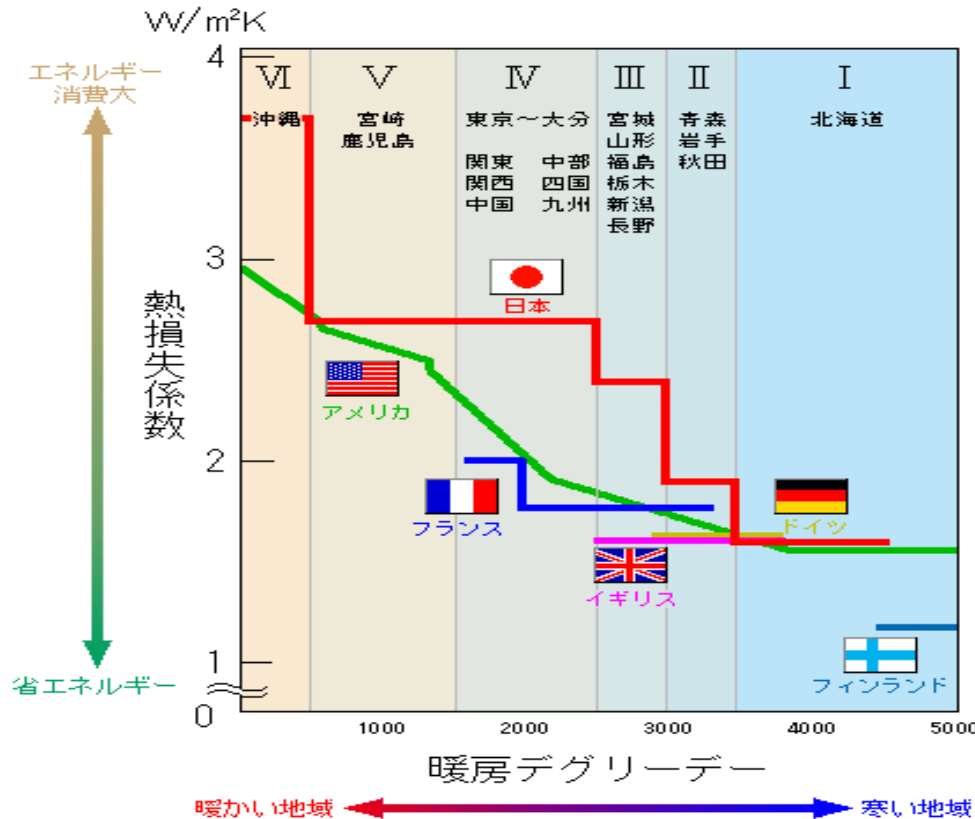 W/m²K
エネルギー
消費大
省エネルギー
熱損失係数
4
3
2
1
0
Ⅵ
沖縄
Ⅴ
宮崎
鹿児島
Ⅳ
東京～大分
関東 中部
関西 四国
中国 九州
Ⅲ
宮城
山形
福島
栃木
新潟
長野
Ⅱ
青森
岩手
秋田
Ⅰ
北海道
日本
アメリカ
フランス
ドイツ
イギリス
フィンランド
1000 2000 3000 4000 5000
暖房デグリーデー
暖かい地域 寒い地域